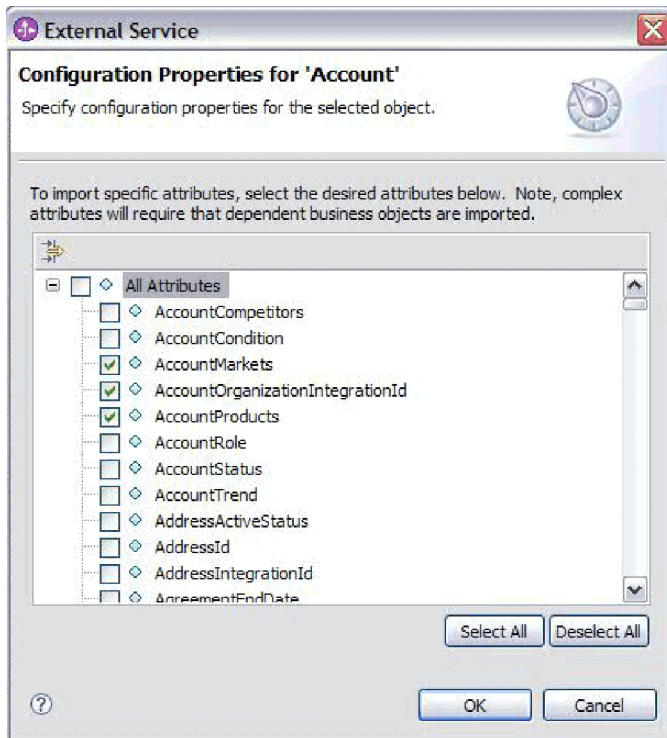 External Service
Configuration Properties for 'Account'
Specify configuration properties for the selected object.
To import specific attributes, select the desired attributes below. Note, complex
attributes will require that dependent business objects are imported.
All Attributes
AccountCompetitors
AccountCondition
AccountMarkets
AccountOrganizationIntegrationId
AccountProducts
AccountRole
AccountStatus
AccountTrend
AddressActiveStatus
AddressId
AddressIntegrationId
AgreementEndDate
Select All Deselect All
OK Cancel